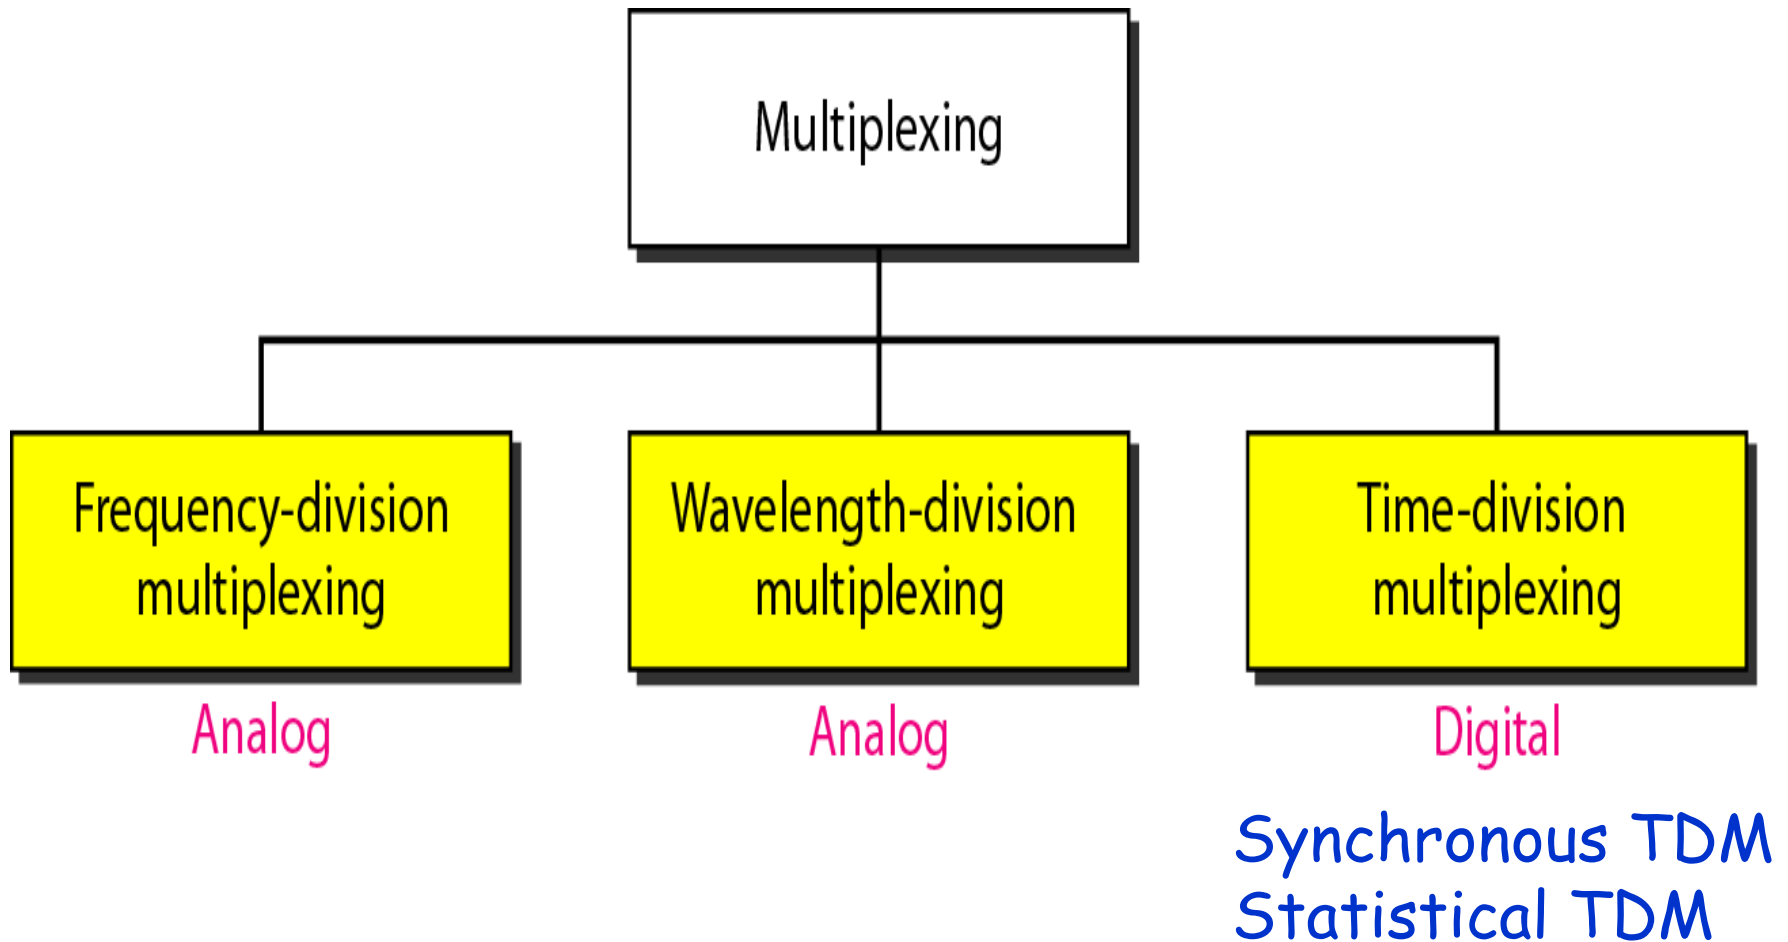 Multiplexing
Frequency-division
multiplexing
Wavelength-division
multiplexing
Time-division
multiplexing
Analog
Analog
Digital
Synchronous TDM
Statistical TDM